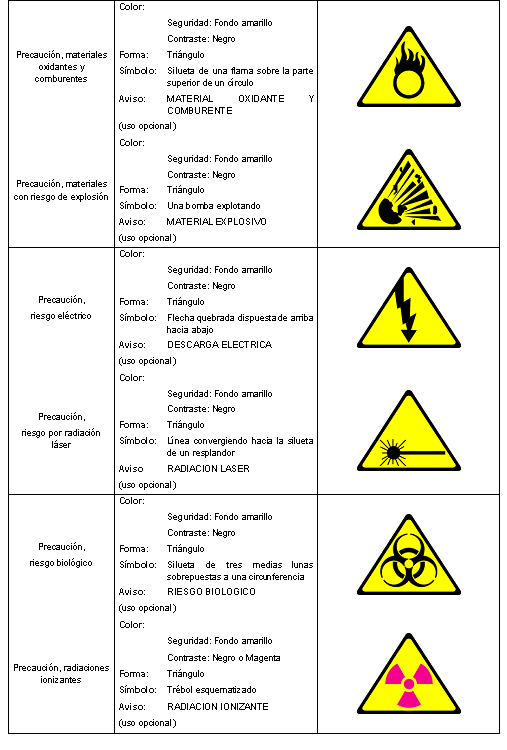 Color:
Seguridad: Fondo amarillo
Contraste: Negro
Precaución, materiales
oxidantes y
comburentes
Forma: Triángulo
Símbolo: Silueta de una flama sobre la parte
superior de un círculo
Aviso: MATERIAL OXIDANTE Y
COMBURENTE
(uso opcional)
Color:
Seguridad: Fondo amarillo
Contraste: Negro
Precaución, materiales
con riesgo de explosión
Forma: Triángulo
Símbolo: Una bomba explotando
Aviso: MATERIAL EXPLOSIVO
(uso opcional)
Color:
Seguridad: Fondo amarillo
Contraste: Negro
Precaución,
riesgo eléctrico
Forma: Triángulo
Símbolo: Flecha quebrada dispuesta de arriba
hacia abajo
Aviso: DESCARGA ELECTRICA
(uso opcional)
Color:
Seguridad: Fondo amarillo
Contraste: Negro
Precaución,
riesgo por radiación
láser
Forma: Triángulo
Símbolo: Línea convergiendo hacia la silueta
de un resplandor
Aviso RADIACION LASER
(uso opcional)
Color:
Seguridad: Fondo amarillo
Contraste: Negro
Precaución,
riesgo biológico
Forma: Triángulo
Símbolo: Silueta de tres medias lunas
sobrepuestas a una circunferencia
Aviso: RIESGO BIOLOGICO
(uso opcional)
Color:
Seguridad: Fondo amarillo
Contraste: Negro o Magenta
Precaución, radiaciones
ionizantes
Forma: Triángulo
Símbolo: Trébol esquematizado
Aviso: RADIACION IONIZANTE
(uso opcional)